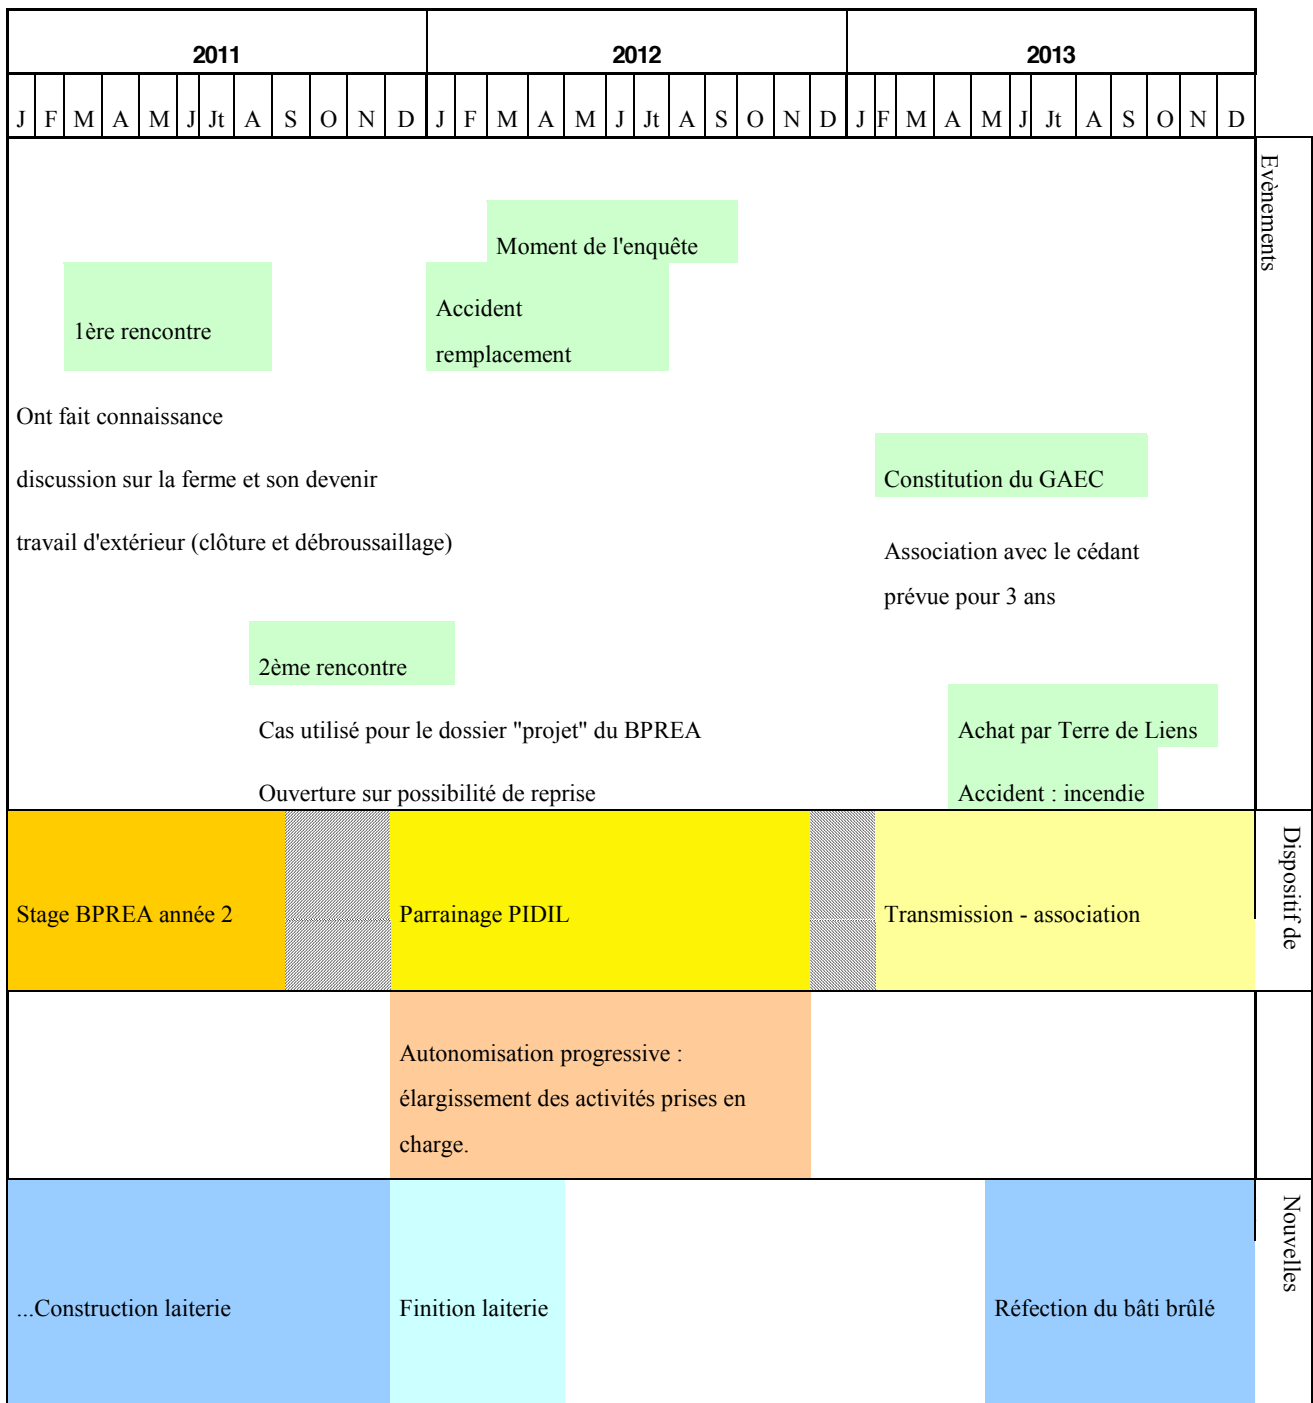 2011 2012 2013
J F M A M J Jt A S O N D J F M A M J Jt A S O N D J F M A M J Jt A S O N D
Evènements
Moment de l'enquête
1ère rencontre
Accident
remplacement
Ont fait connaissance
discussion sur la ferme et son devenir
travail d'extérieur (clôture et débroussaillage)
Constitution du GAEC
Association avec le cédant
prévue pour 3 ans
2ème rencontre
Cas utilisé pour le dossier "projet" du BPREA
Ouverture sur possibilité de reprise
Achat par Terre de Liens
Accident : incendie
Dispositif de
Stage BPREA année 2
Parrainage PIDIL
Transmission - association
Autonomisation progressive :
élargissement des activités prises en
charge.
Nouvelles
...Construction laiterie
Finition laiterie
Réfection du bâti brûlé